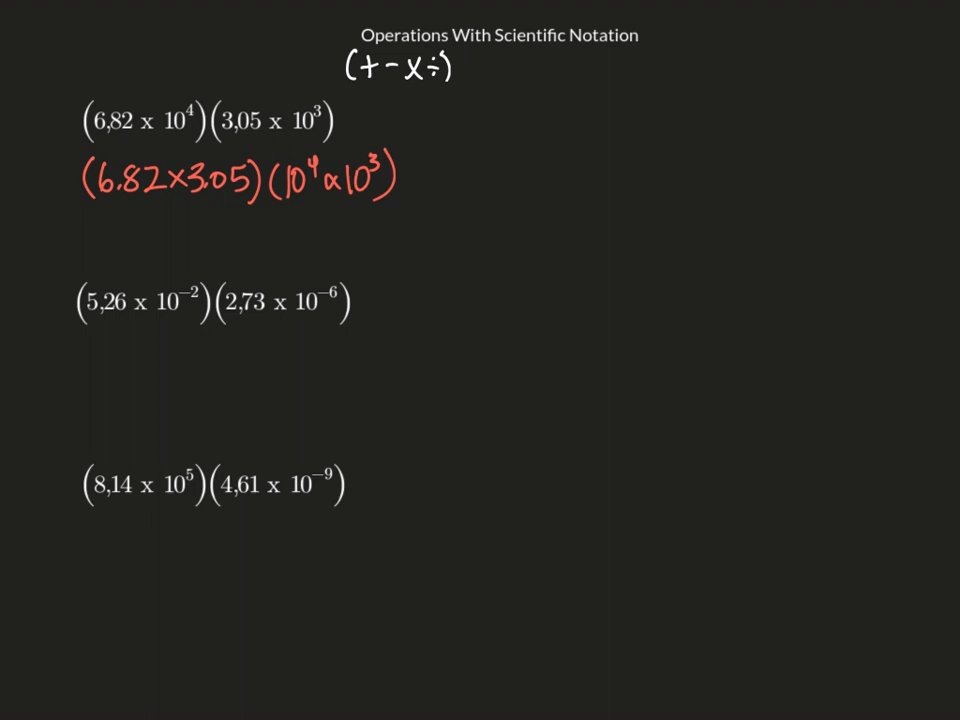 Operations With Scientific Notation
(+ - x ÷)
(6,82 x 10⁴)(3,05 x 10³)
(6.82 x 3.05)(10⁴ x 10³)
(5,26 x 10⁻²)(2,73 x 10⁻⁶)
(8,14 x 10⁵)(4,61 x 10⁻⁹)